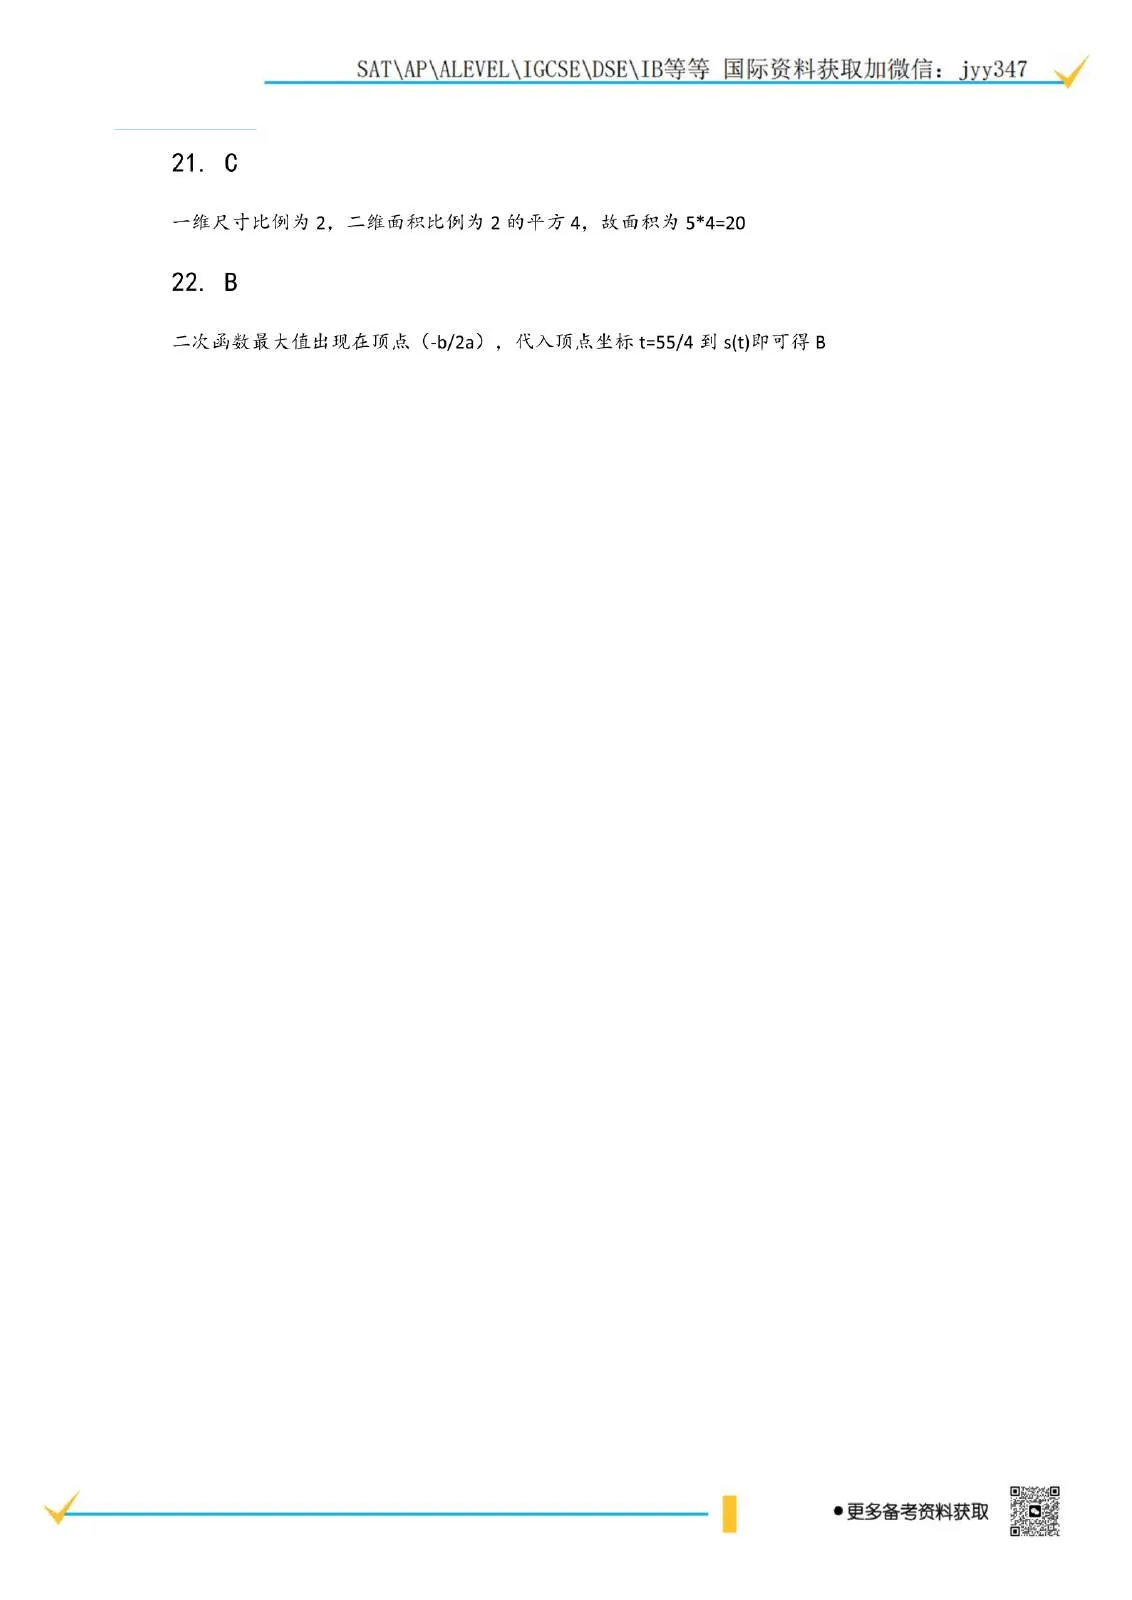 SAT\AP\ALEVEL\IGCSE\DSE\IB等等 国际资料获取加微信：jyy347
21. C
一维尺寸比例为 2，二维面积比例为 2 的平方 4，故面积为 5*4=20
22. B
二次函数最大值出现在顶点（-b/2a），代入顶点坐标 t=55/4 到 s(t)即可得 B
●更多备考资料获取